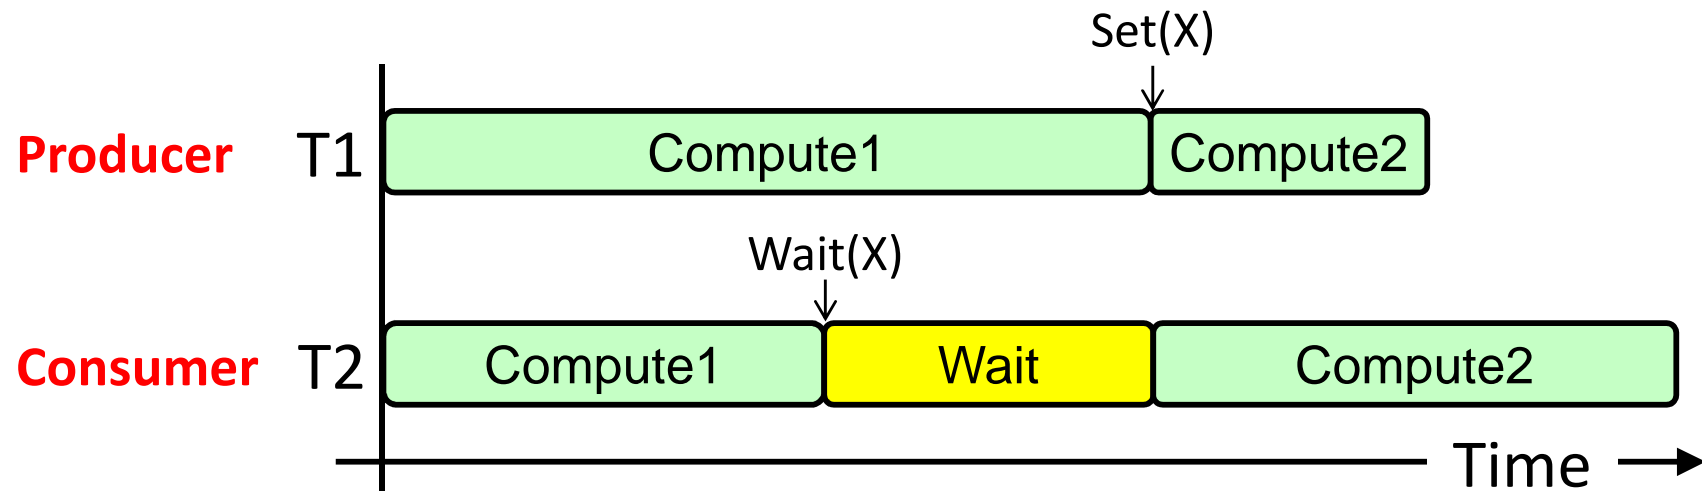 Set(X)
Producer T1 Compute1 Compute2
Wait(X)
Consumer T2 Compute1 Wait Compute2
Time